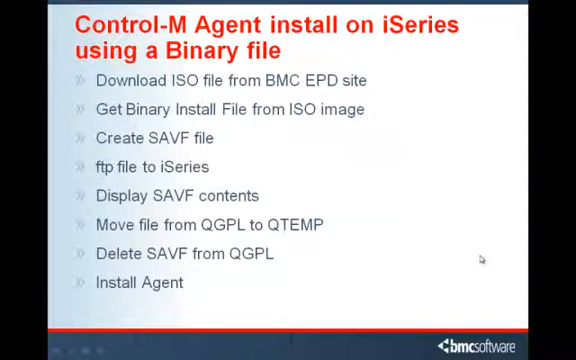 Control-M Agent install on iSeries
using a Binary file
Download ISO file from BMC EPD site
Get Binary Install File from ISO image
Create SAVF file
ftp file to iSeries
Display SAVF contents
Move file from QGPL to QTEMP
Delete SAVF from QGPL
Install Agent
bmcsoftware